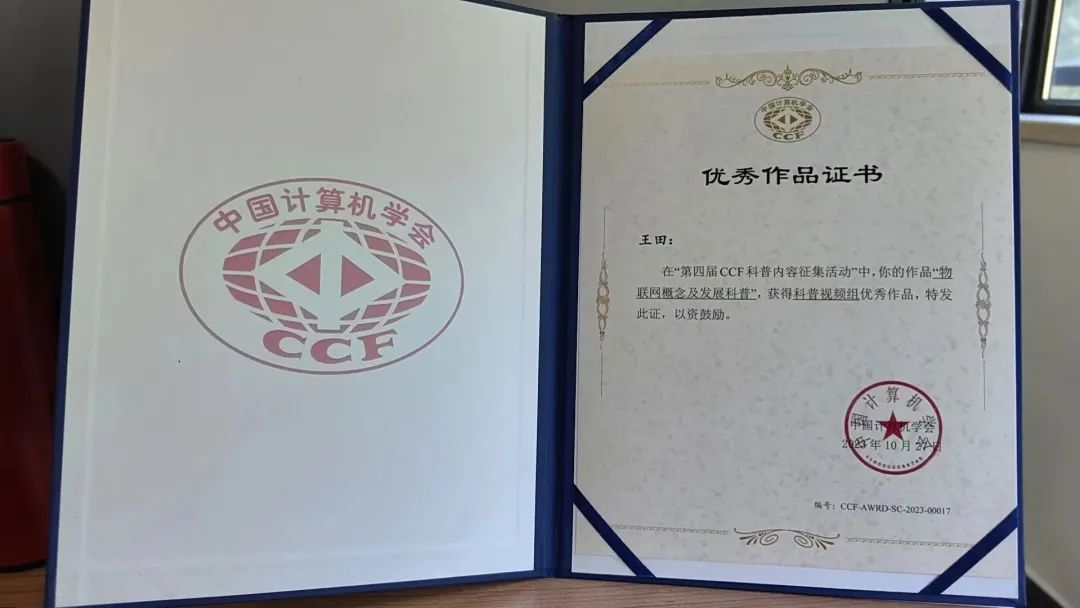 中国计算机学会
CCF
中国计算机学会
CCF
优秀作品证书
王田：
在“第四届CCF科普内容征集活动”中，你的作品“物
联网概念及发展科普”，获得科普视频组优秀作品，特发
此证，以资鼓励。
中国计算机学会
中国计算机学会
2023年10月27日
编号：CCF-AWRD-SC-2023-00017